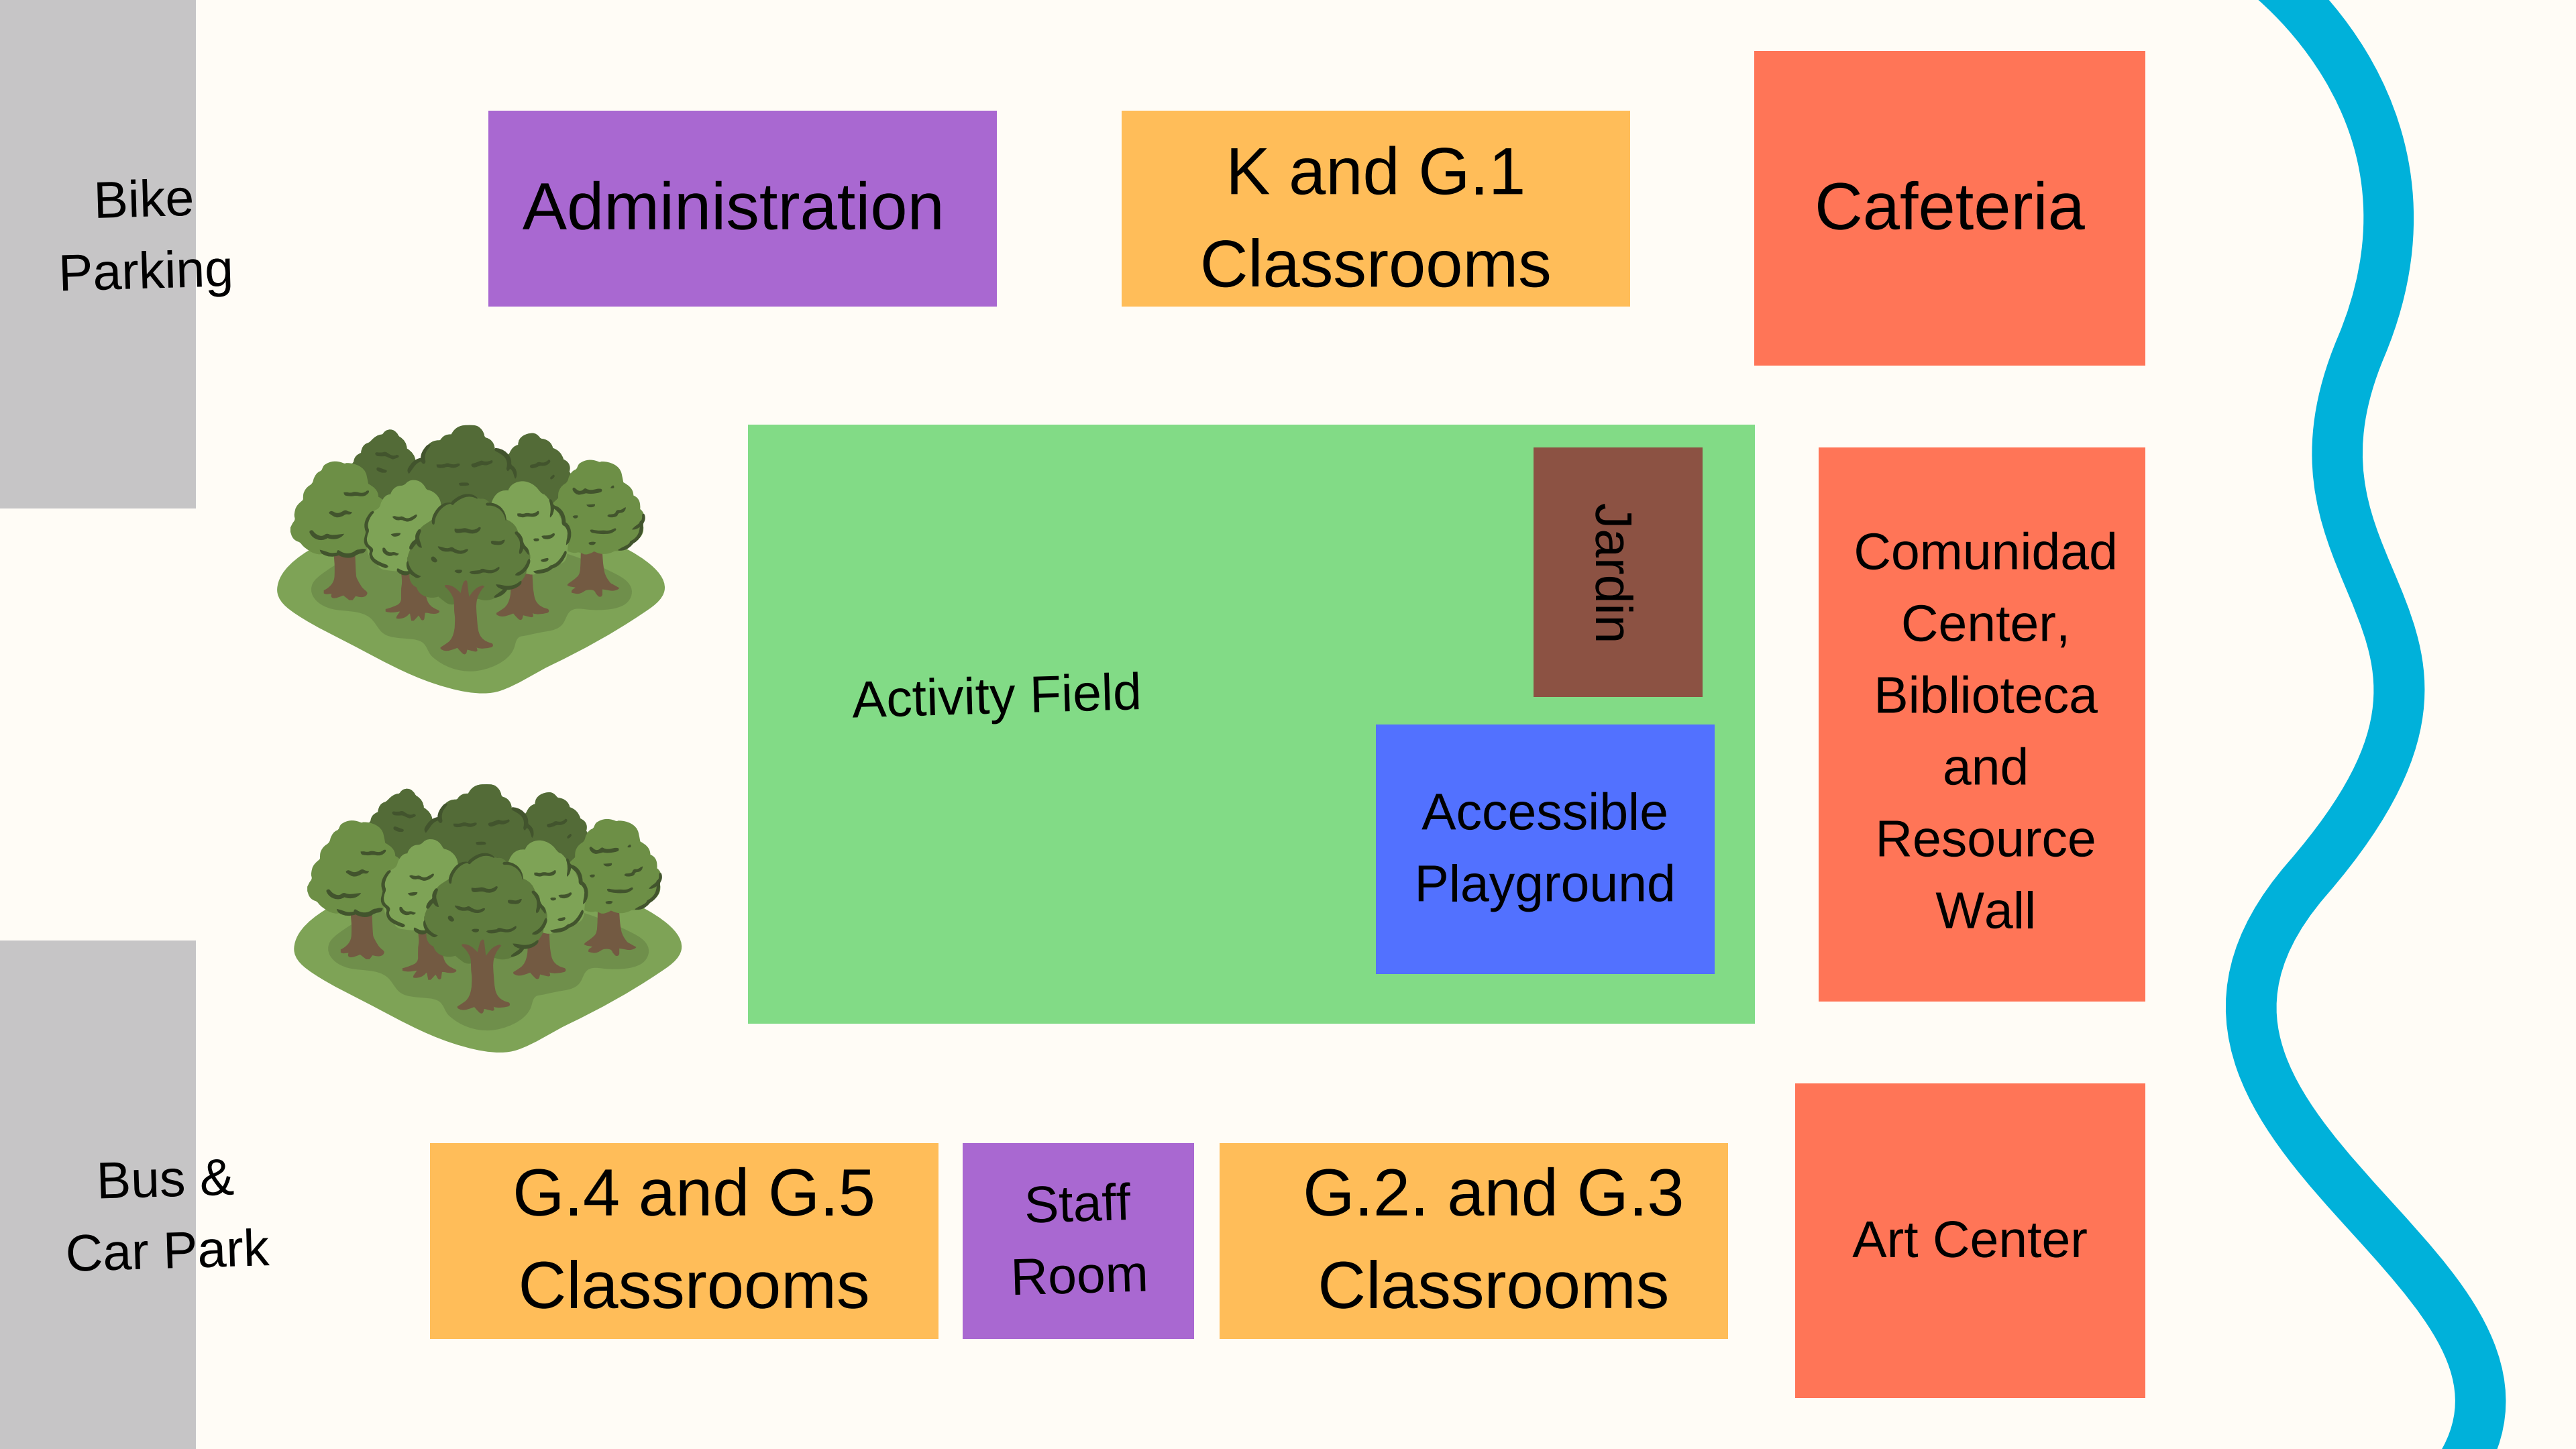 Bike
Parking
Administration
K and G.1
Classrooms
Cafeteria
Jardin
Activity Field
Accessible
Playground
Comunidad
Center,
Biblioteca
and
Resource
Wall
Bus &
Car Park
G.4 and G.5
Classrooms
Staff
Room
G.2. and G.3
Classrooms
Art Center